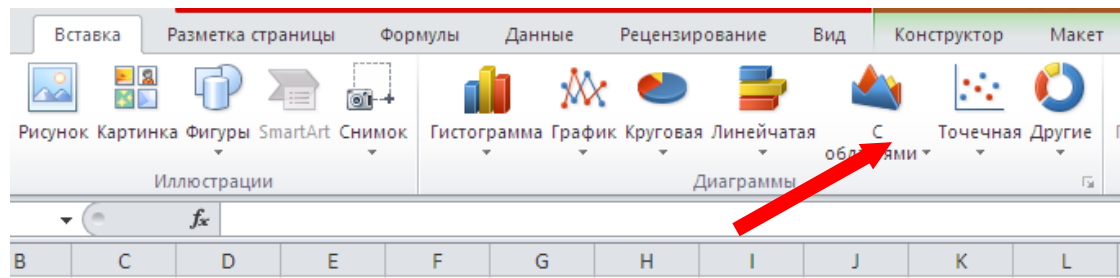 Вставка Разметка страницы Формулы Данные Рецензирование Вид Конструктор Макет
Рисунок Картинка Фигуры SmartArt Снимок Гистограмма График Круговая Линейчатая С Точечная Другие
Иллюстрации Диаграммы
fx
B C D E F G H I J K L